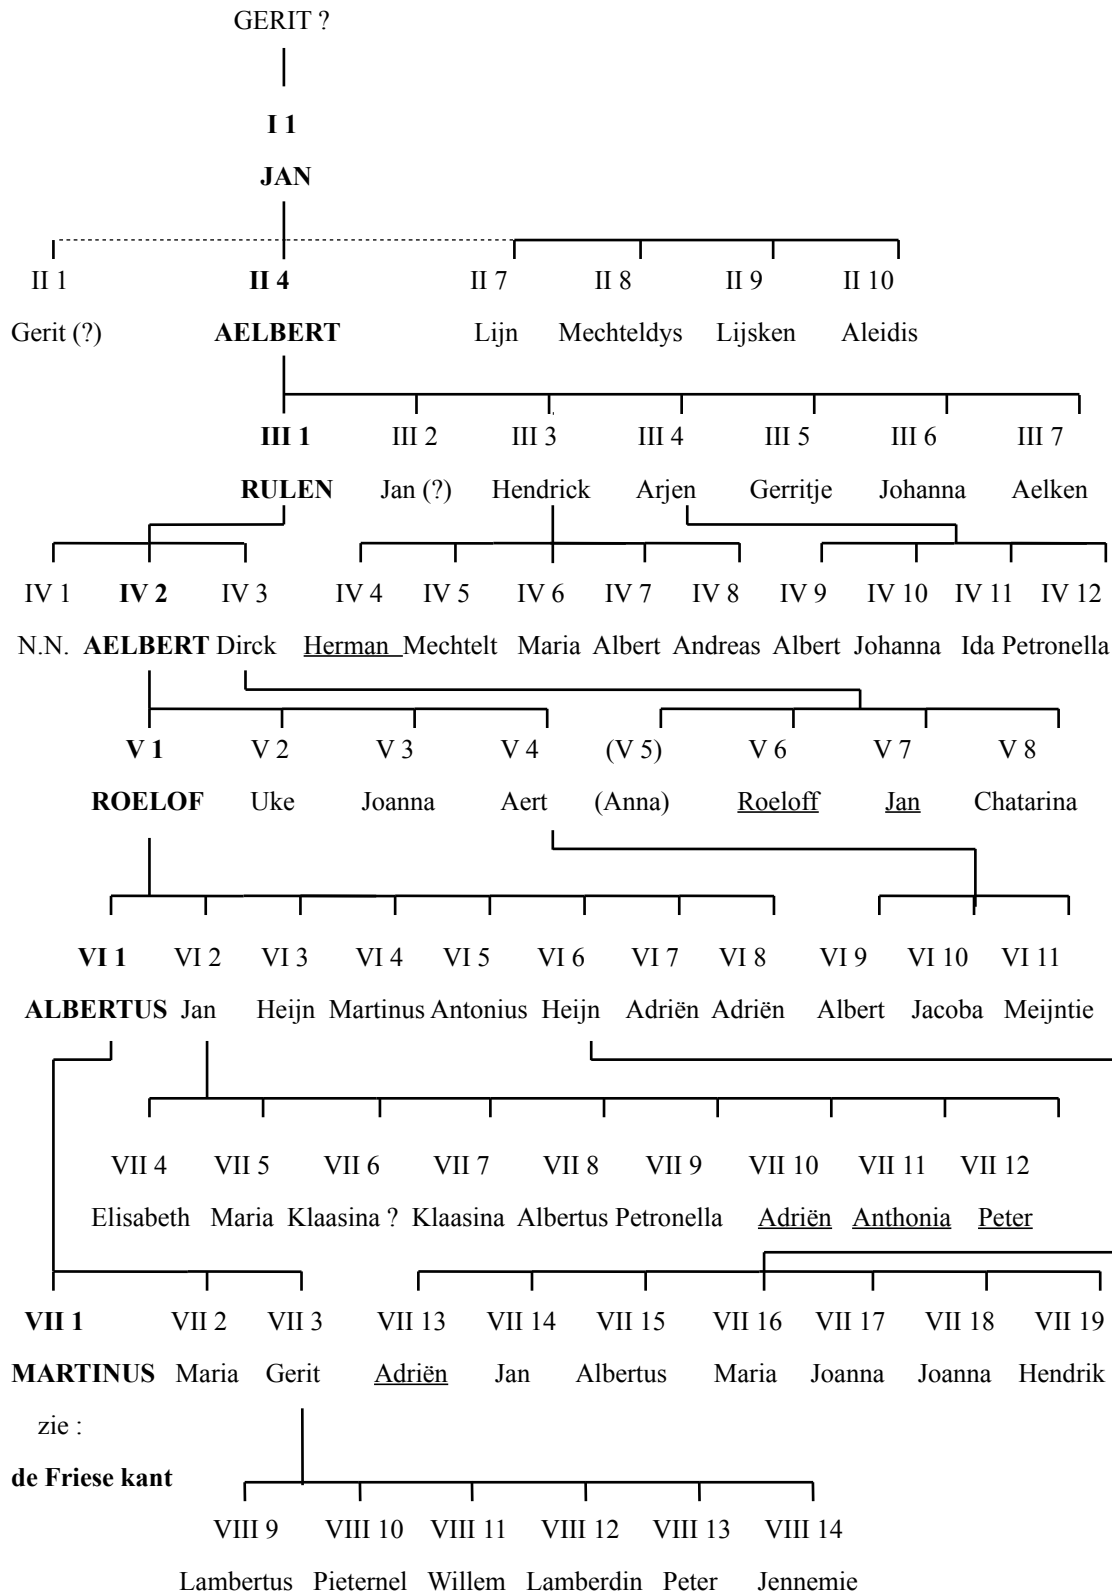 GERIT ?
I 1
JAN
II 1 II 4 II 7 II 8 II 9 II 10
Gerit (?) AELBERT Lijn Mechteldys Lijsken Aleidis
III 1 III 2 III 3 III 4 III 5 III 6 III 7
RULEN Jan (?) Hendrick Arjen Gerritje Johanna Aelken
IV 1 IV 2 IV 3 IV 4 IV 5 IV 6 IV 7 IV 8 IV 9 IV 10 IV 11 IV 12
N.N. AELBERT Dirck Herman Mechtelt Maria Albert Andreas Albert Johanna Ida Petronella
V 1 V 2 V 3 V 4 (V 5) V 6 V 7 V 8
ROELOF Uke Joanna Aert (Anna) Roeloff Jan Chatarina
VI 1 VI 2 VI 3 VI 4 VI 5 VI 6 VI 7 VI 8 VI 9 VI 10 VI 11
ALBERTUS Jan Heijn Martinus Antonius Heijn Adriën Adriën Albert Jacoba Meijntie
VII 4 VII 5 VII 6 VII 7 VII 8 VII 9 VII 10 VII 11 VII 12
Elisabeth Maria Klaasina ? Klaasina Albertus Petronella Adriën Anthonia Peter
VII 1 VII 2 VII 3 VII 13 VII 14 VII 15 VII 16 VII 17 VII 18 VII 19
MARTINUS Maria Gerit Adriën Jan Albertus Maria Joanna Joanna Hendrik
zie :
de Friese kant
VIII 9 VIII 10 VIII 11 VIII 12 VIII 13 VIII 14
Lambertus Pieternel Willem Lamberdin Peter Jennemie